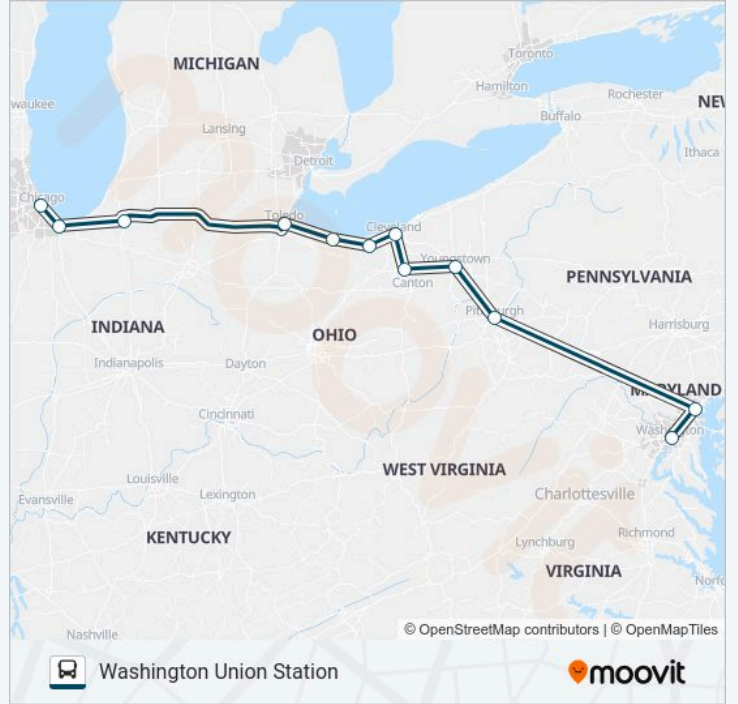 Toronto
MICHIGAN
Hamilton
Rochester
waukee
NEW
Buffalo
Lansing
Ithaca
Detroit
Chicago
Toledo
Cleveland
Youngstown
Canton
PENNSYLVANIA
Pittsburgh
Harrisburg
INDIANA
OHIO
Indianapolis
Dayton
MARYLAND
Cincinnati
Washington
WEST VIRGINIA
Louisville
Evansville
Lexington
Charlottesville
KENTUCKY
Richmond
Lynchburg
VIRGINIA
Norfo
Nashville
© OpenStreetMap contributors | © OpenMapTiles
Washington Union Station
moovit